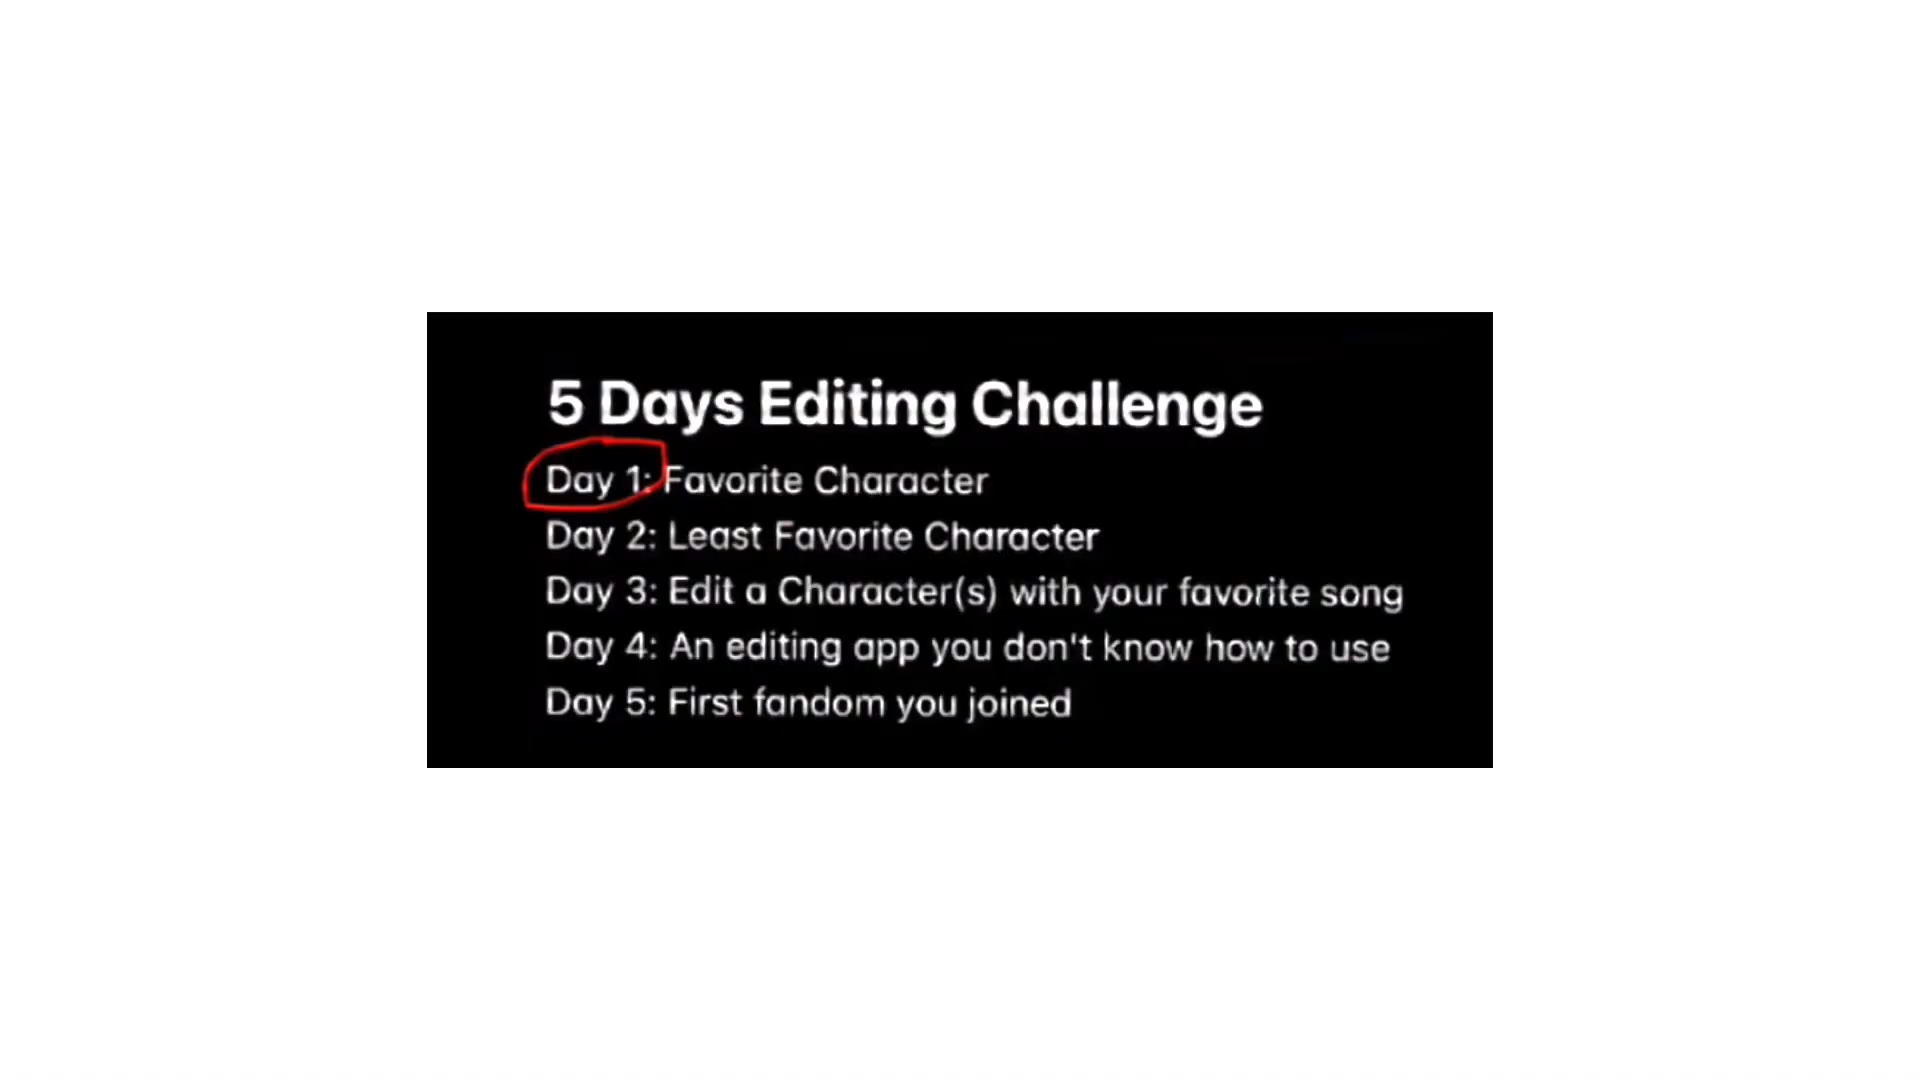 5 Days Editing Challenge
Day 1: Favorite Character
Day 2: Least Favorite Character
Day 3: Edit a Character(s) with your favorite song
Day 4: An editing app you don't know how to use
Day 5: First fandom you joined